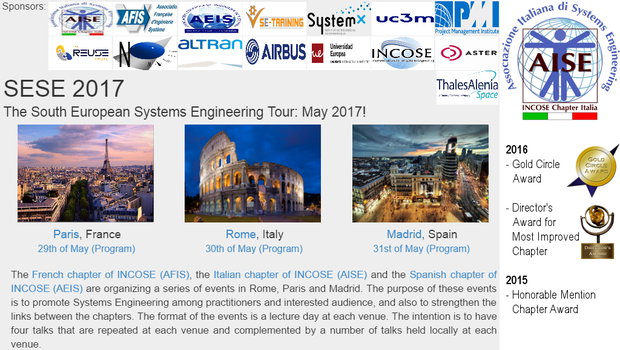 Sponsors:
AISE
AFIS
Association
Française
d'Ingénierie
Système
AEIS
SE-TRAINING
SystemX
uc3m
PMI
Project Management Institute
REUSE
ALTRAN
AIRBUS
ue
Universidad
Europea
INCOSE
ASTER
ThalesAlenia
Space
SESE 2017
The South European Systems Engineering Tour: May 2017!
Paris, France
29th of May (Program)
Rome, Italy
30th of May (Program)
Madrid, Spain
31st of May (Program)
The French chapter of INCOSE (AFIS), the Italian chapter of INCOSE (AISE) and the Spanish chapter of
INCOSE (AEIS) are organizing a series of events in Rome, Paris and Madrid. The purpose of these events
is to promote Systems Engineering among practitioners and interested audience, and also to strengthen the
links between the chapters. The format of the events is a lecture day at each venue. The intention is to have
four talks that are repeated at each venue and complemented by a number of talks held locally at each
venue.
Associazione Italiana di Systems Engineering
AISE
INCOSE Chapter Italia
2016
- Gold Circle
Award
GOLD
CIRCLE
AWARD
- Director's
Award for
Most Improved
Chapter
2015
- Honorable Mention
Chapter Award